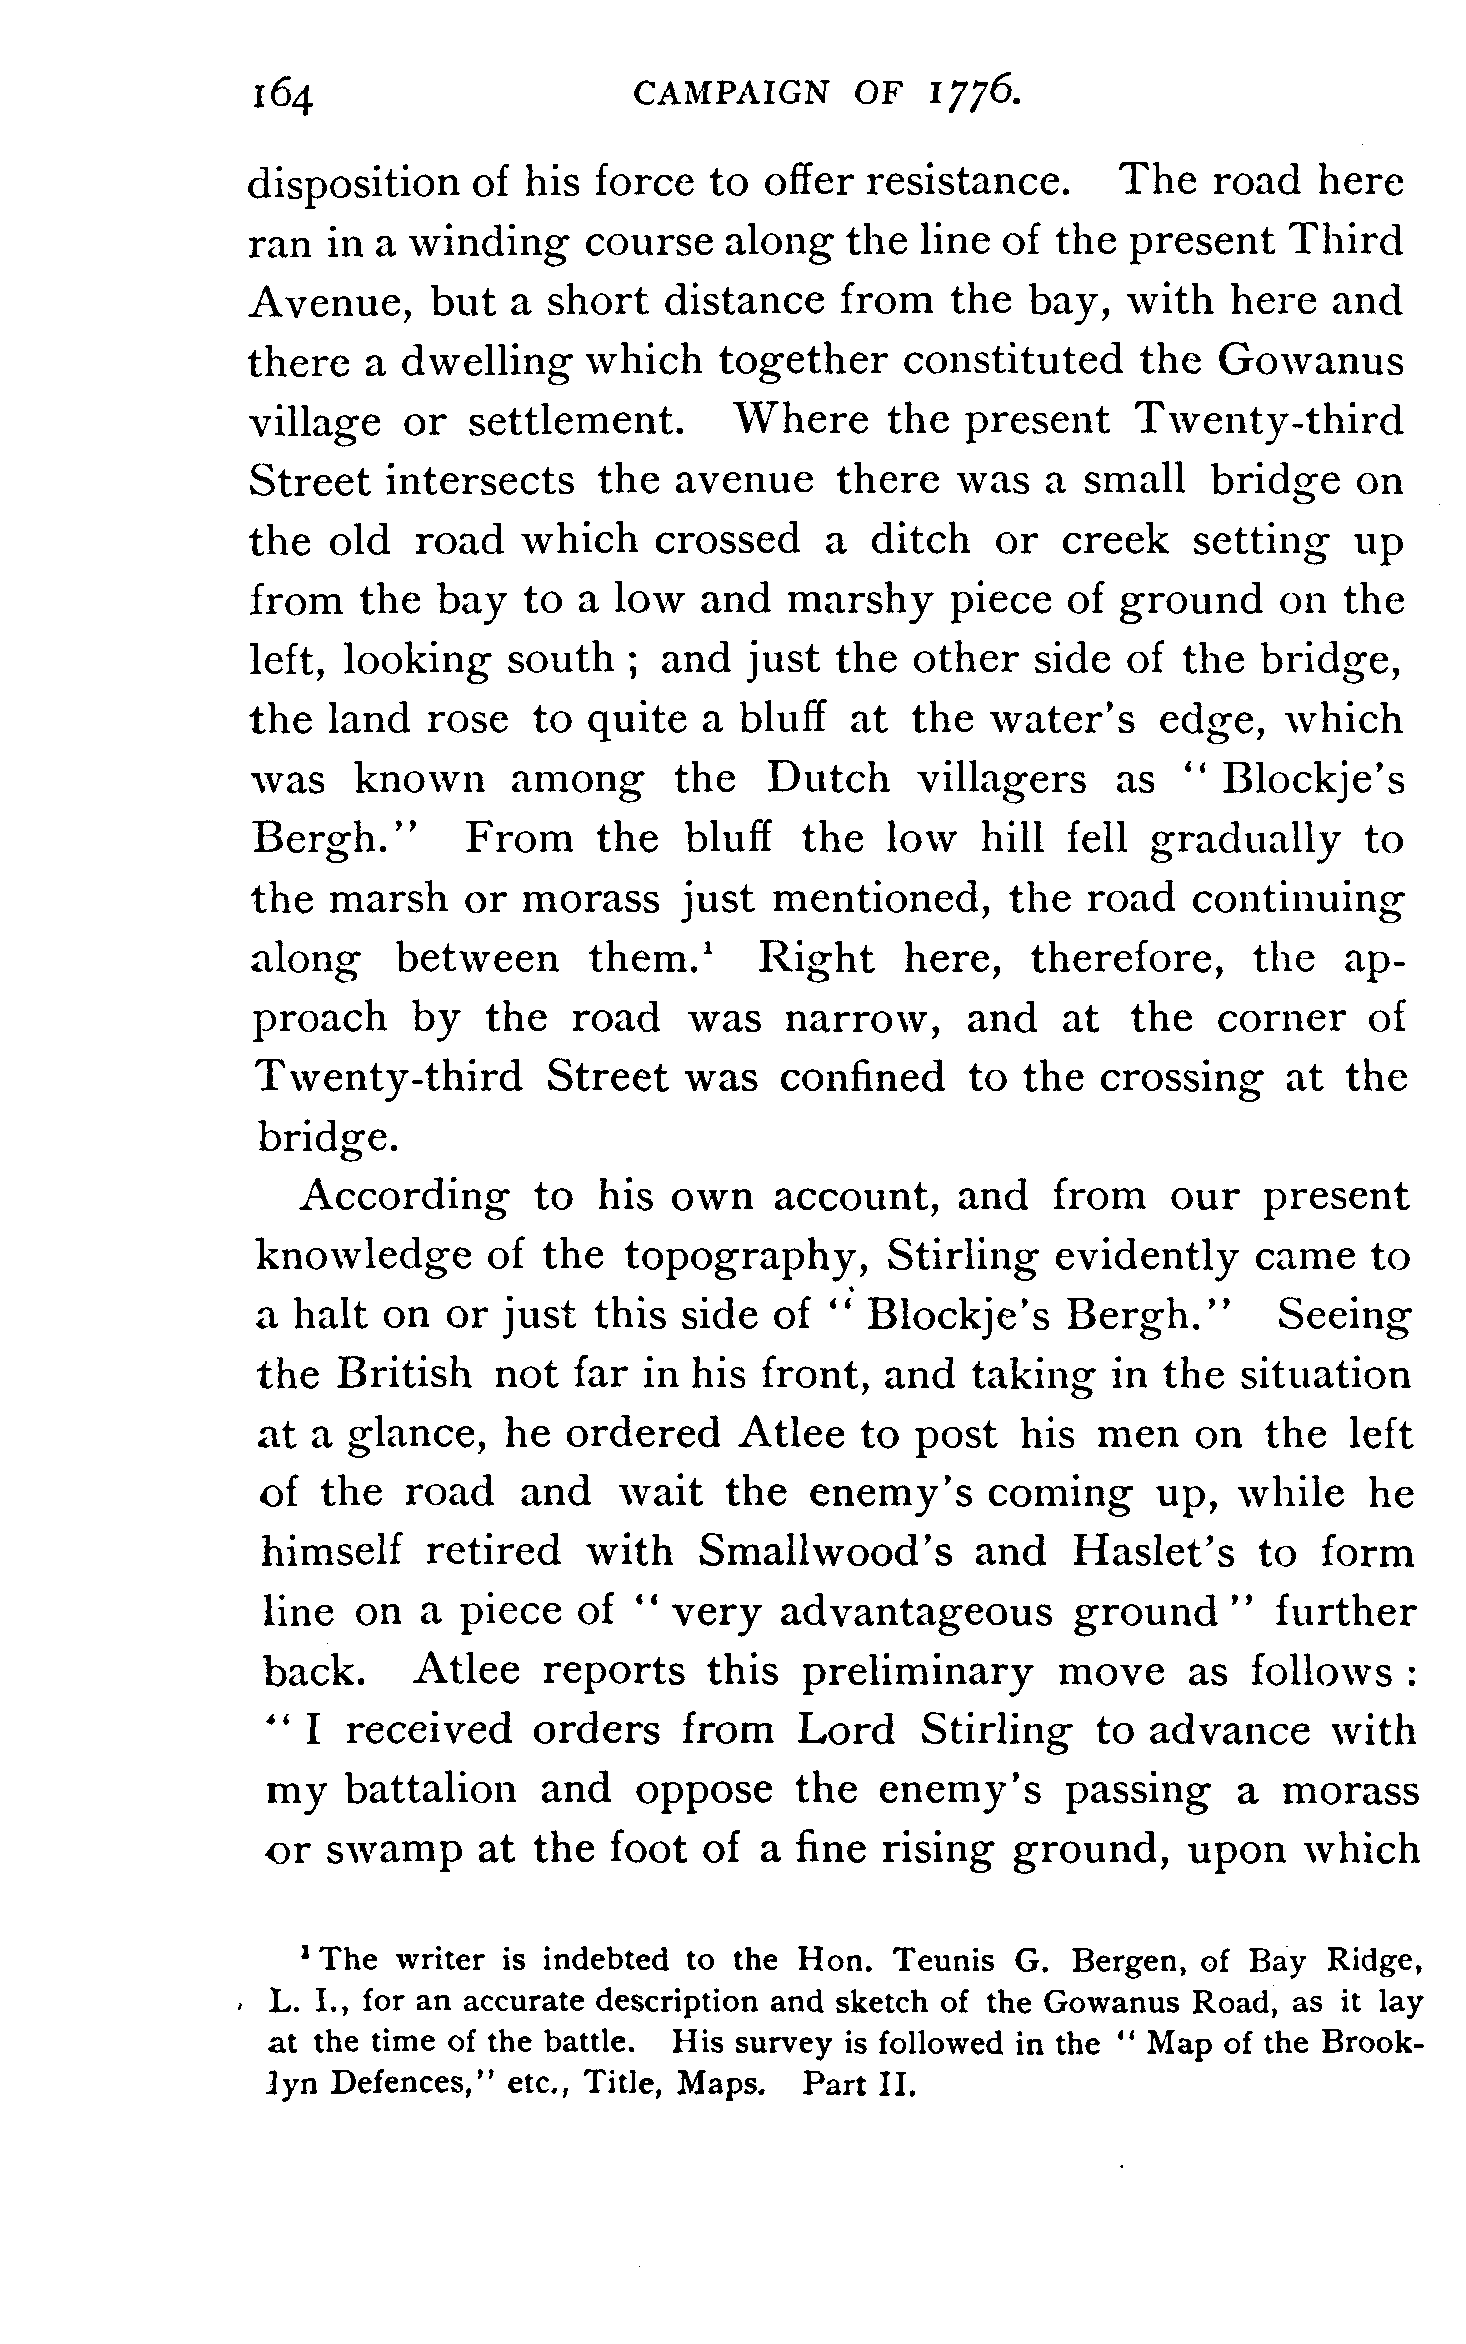 164 CAMPAIGN OF 1776.
disposition of his force to offer resistance. The road here
ran in a winding course along the line of the present Third
Avenue, but a short distance from the bay, with here and
there a dwelling which together constituted the Gowanus
village or settlement. Where the present Twenty-third
Street intersects the avenue there was a small bridge on
the old road which crossed a ditch or creek setting up
from the bay to a low and marshy piece of ground on the
left, looking south ; and just the other side of the bridge,
the land rose to quite a bluff at the water's edge, which
was known among the Dutch villagers as " Blockje's
Bergh." From the bluff the low hill fell gradually to
the marsh or morass just mentioned, the road continuing
along between them.¹ Right here, therefore, the ap-
proach by the road was narrow, and at the corner of
Twenty-third Street was confined to the crossing at the
bridge.
According to his own account, and from our present
knowledge of the topography, Stirling evidently came to
a halt on or just this side of " Blockje's Bergh." Seeing
the British not far in his front, and taking in the situation
at a glance, he ordered Atlee to post his men on the left
of the road and wait the enemy's coming up, while he
himself retired with Smallwood's and Haslet's to form
line on a piece of " very advantageous ground " further
back. Atlee reports this preliminary move as follows :
" I received orders from Lord Stirling to advance with
my battalion and oppose the enemy's passing a morass
or swamp at the foot of a fine rising ground, upon which
¹ The writer is indebted to the Hon. Teunis G. Bergen, of Bay Ridge,
L. I., for an accurate description and sketch of the Gowanus Road, as it lay
at the time of the battle. His survey is followed in the " Map of the Brook-
lyn Defences," etc., Title, Maps. Part II.